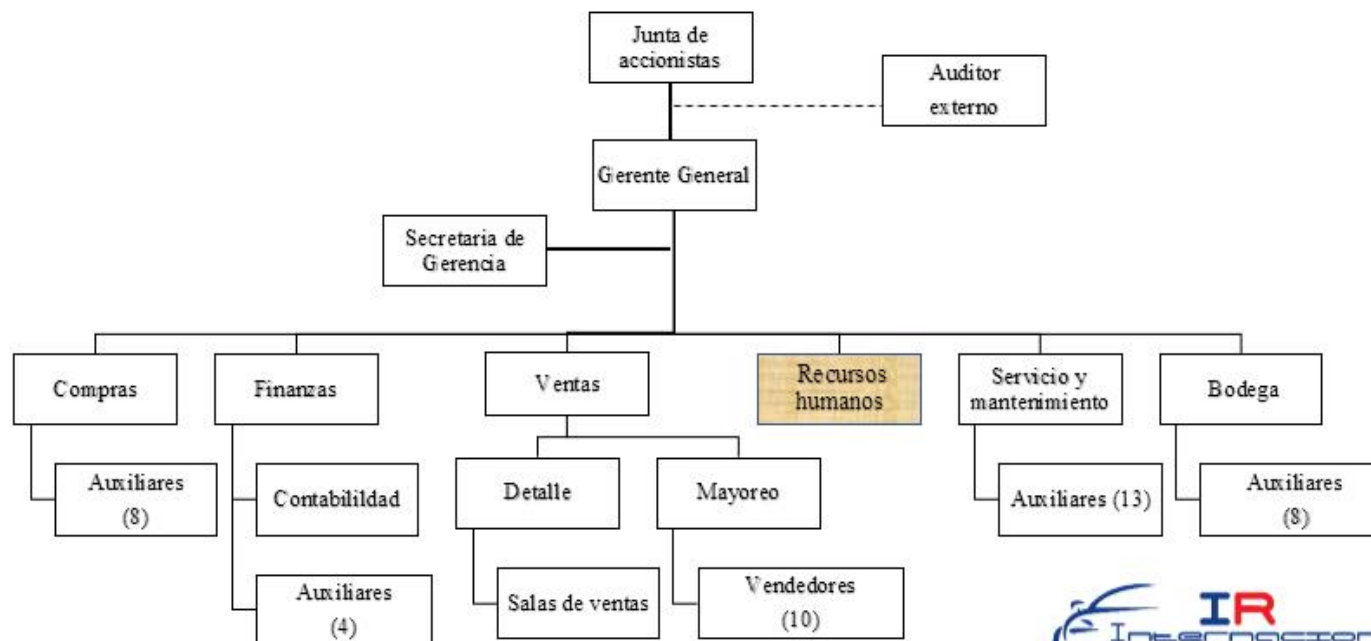 Junta de
accionistas
Auditor
externo
Gerente General
Secretaria de
Gerencia
Compras
Finanzas
Ventas
Recursos
humanos
Servicio y
mantenimiento
Bodega
Auxiliares
(8)
Contabilildad
Detalle
Mayoreo
Auxiliares (13)
Auxiliares
(8)
Auxiliares
(4)
Salas de ventas
Vendedores
(10)
IR